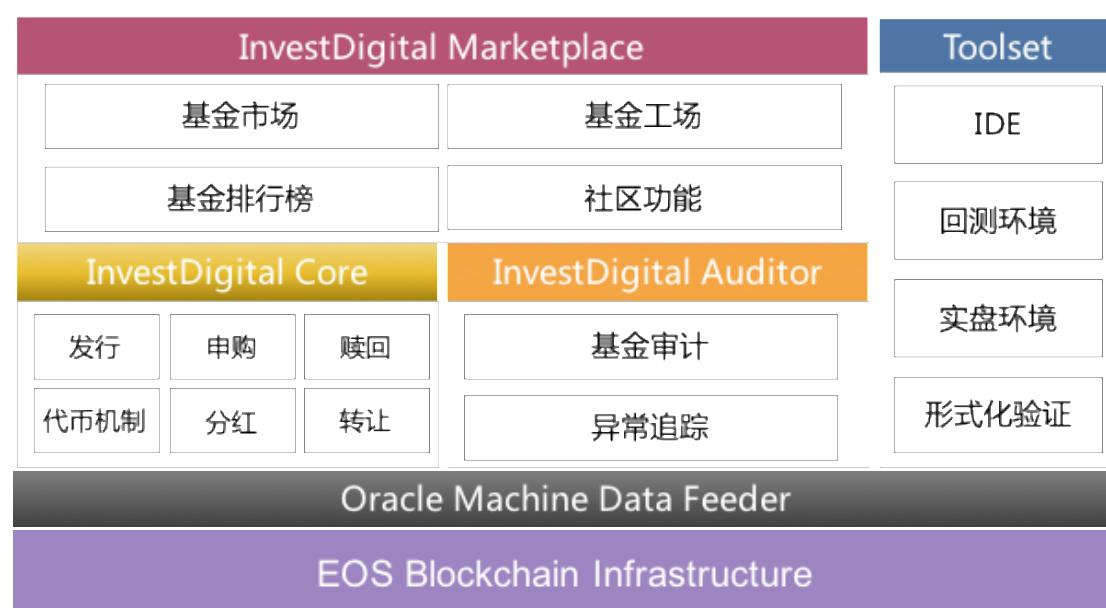 InvestDigital Marketplace
基金市场
基金工场
基金排行榜
社区功能
InvestDigital Core
发行
申购
赎回
代币机制
分红
转让
InvestDigital Auditor
基金审计
异常追踪
Toolset
IDE
回测环境
实盘环境
形式化验证
Oracle Machine Data Feeder
EOS Blockchain Infrastructure